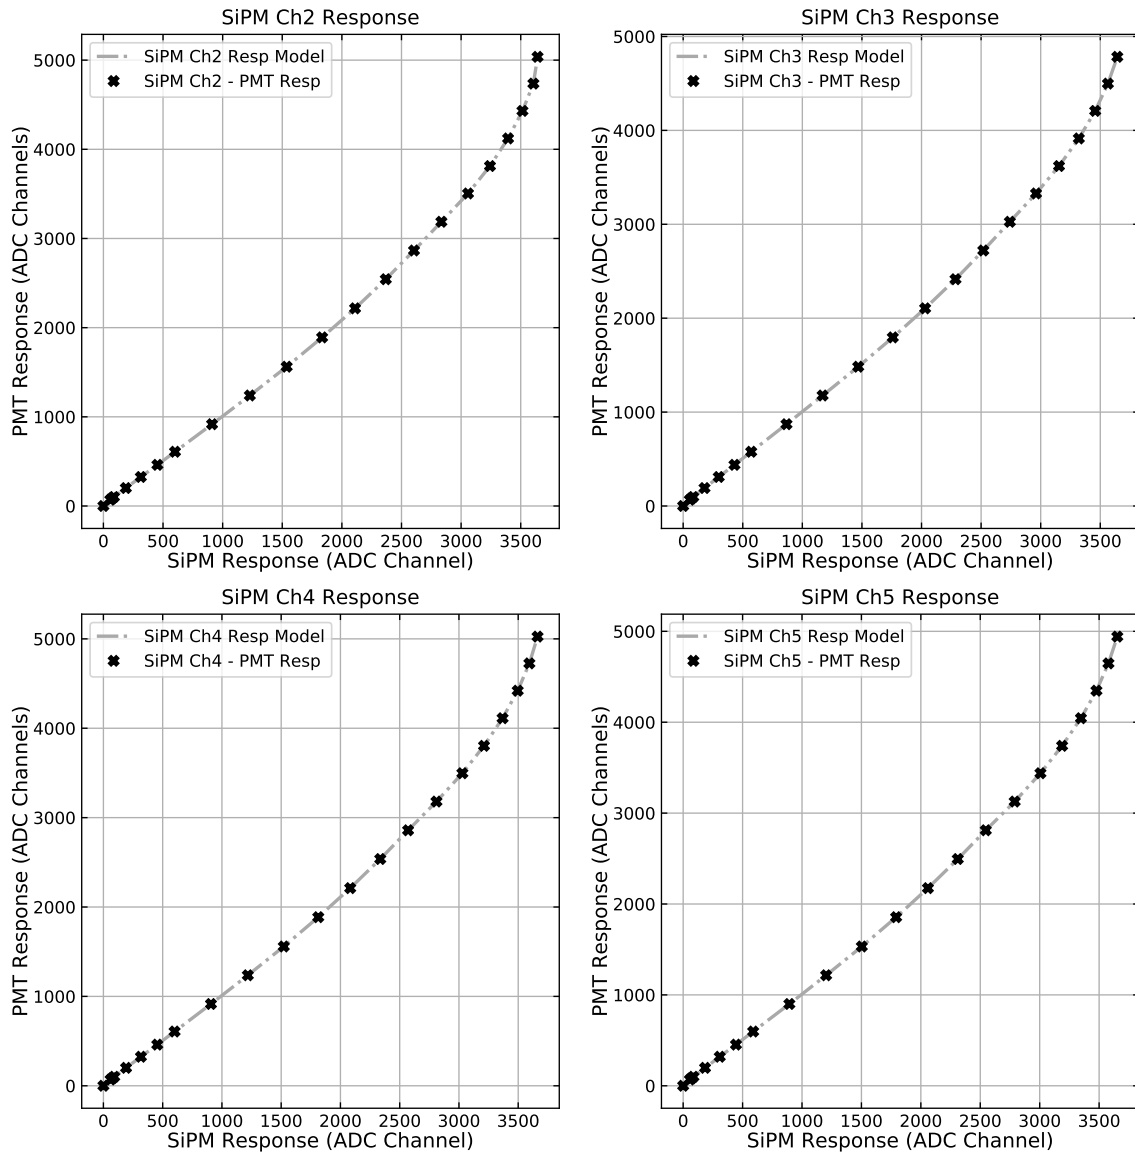 SiPM Ch2 Response
SiPM Ch2 Resp Model
SiPM Ch2 - PMT Resp
PMT Response (ADC Channels)
5000
4000
3000
2000
1000
0
0 500 1000 1500 2000 2500 3000 3500
SiPM Response (ADC Channel)
SiPM Ch3 Response
SiPM Ch3 Resp Model
SiPM Ch3 - PMT Resp
PMT Response (ADC Channels)
5000
4000
3000
2000
1000
0
0 500 1000 1500 2000 2500 3000 3500
SiPM Response (ADC Channel)
SiPM Ch4 Response
SiPM Ch4 Resp Model
SiPM Ch4 - PMT Resp
PMT Response (ADC Channels)
5000
4000
3000
2000
1000
0
0 500 1000 1500 2000 2500 3000 3500
SiPM Response (ADC Channel)
SiPM Ch5 Response
SiPM Ch5 Resp Model
SiPM Ch5 - PMT Resp
PMT Response (ADC Channels)
5000
4000
3000
2000
1000
0
0 500 1000 1500 2000 2500 3000 3500
SiPM Response (ADC Channel)